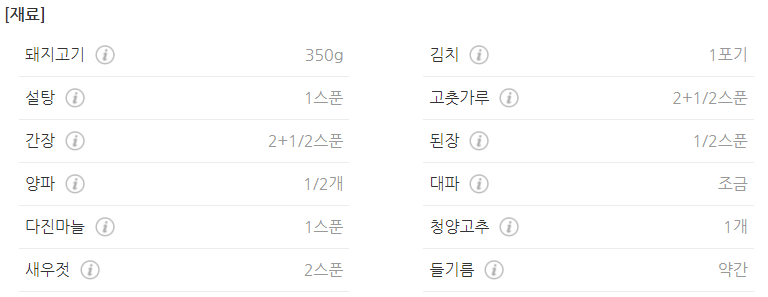 [재료]
돼지고기 350g 김치 1포기
설탕 1스푼 고춧가루 2+1/2스푼
간장 2+1/2스푼 된장 1/2스푼
양파 1/2개 대파 조금
다진마늘 1스푼 청양고추 1개
새우젓 2스푼 들기름 약간